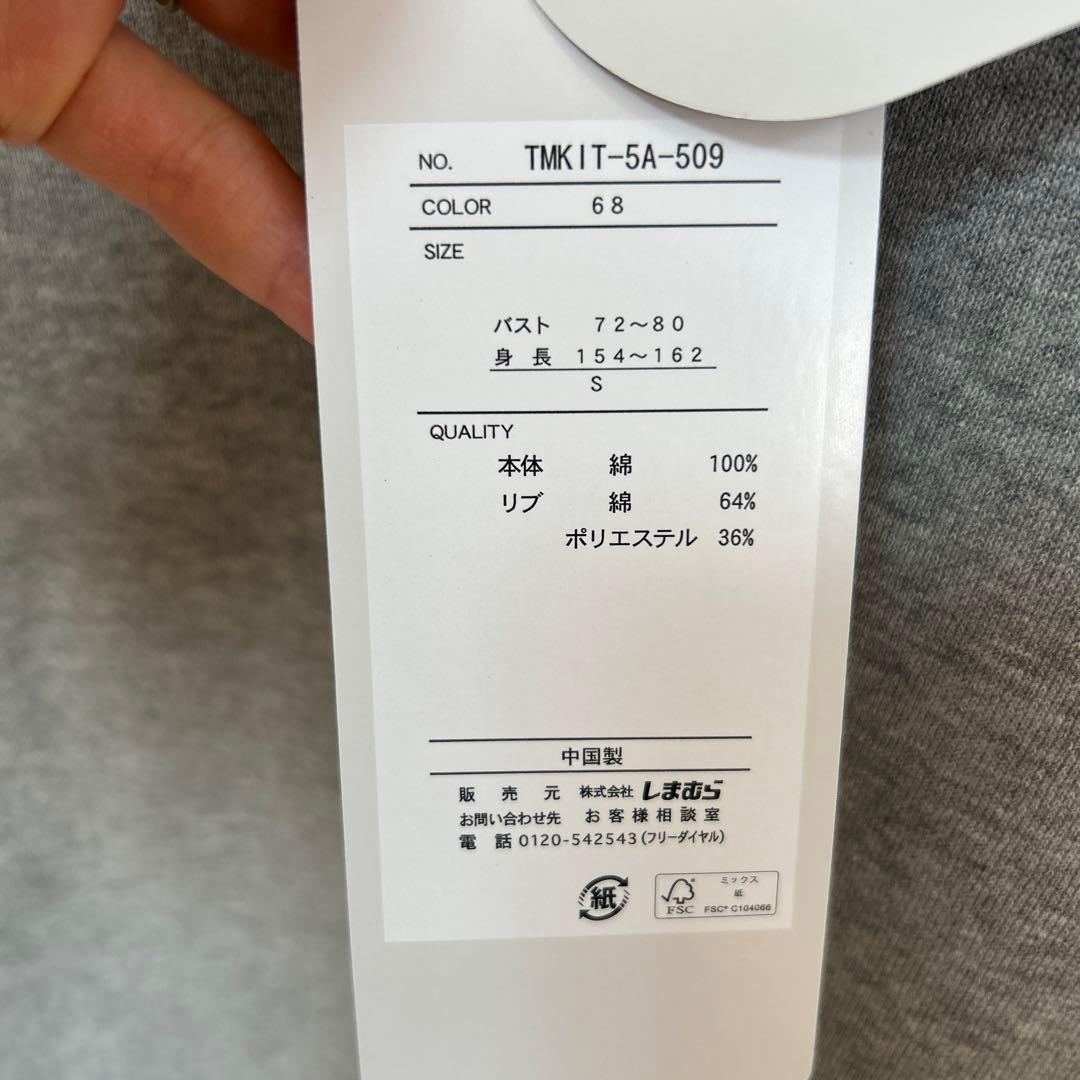 NO. TMKIT-5A-509
COLOR 68
SIZE
バスト 72～80
身長 154～162
S
QUALITY
本体 綿 100%
リブ 綿 64%
ポリエステル 36%
中国製
販売元 株式会社しまむら
お問い合わせ先 お客様相談室
電話 0120-542543(フリーダイヤル)
紙
ミックス
紙
FSC FSC® C104066